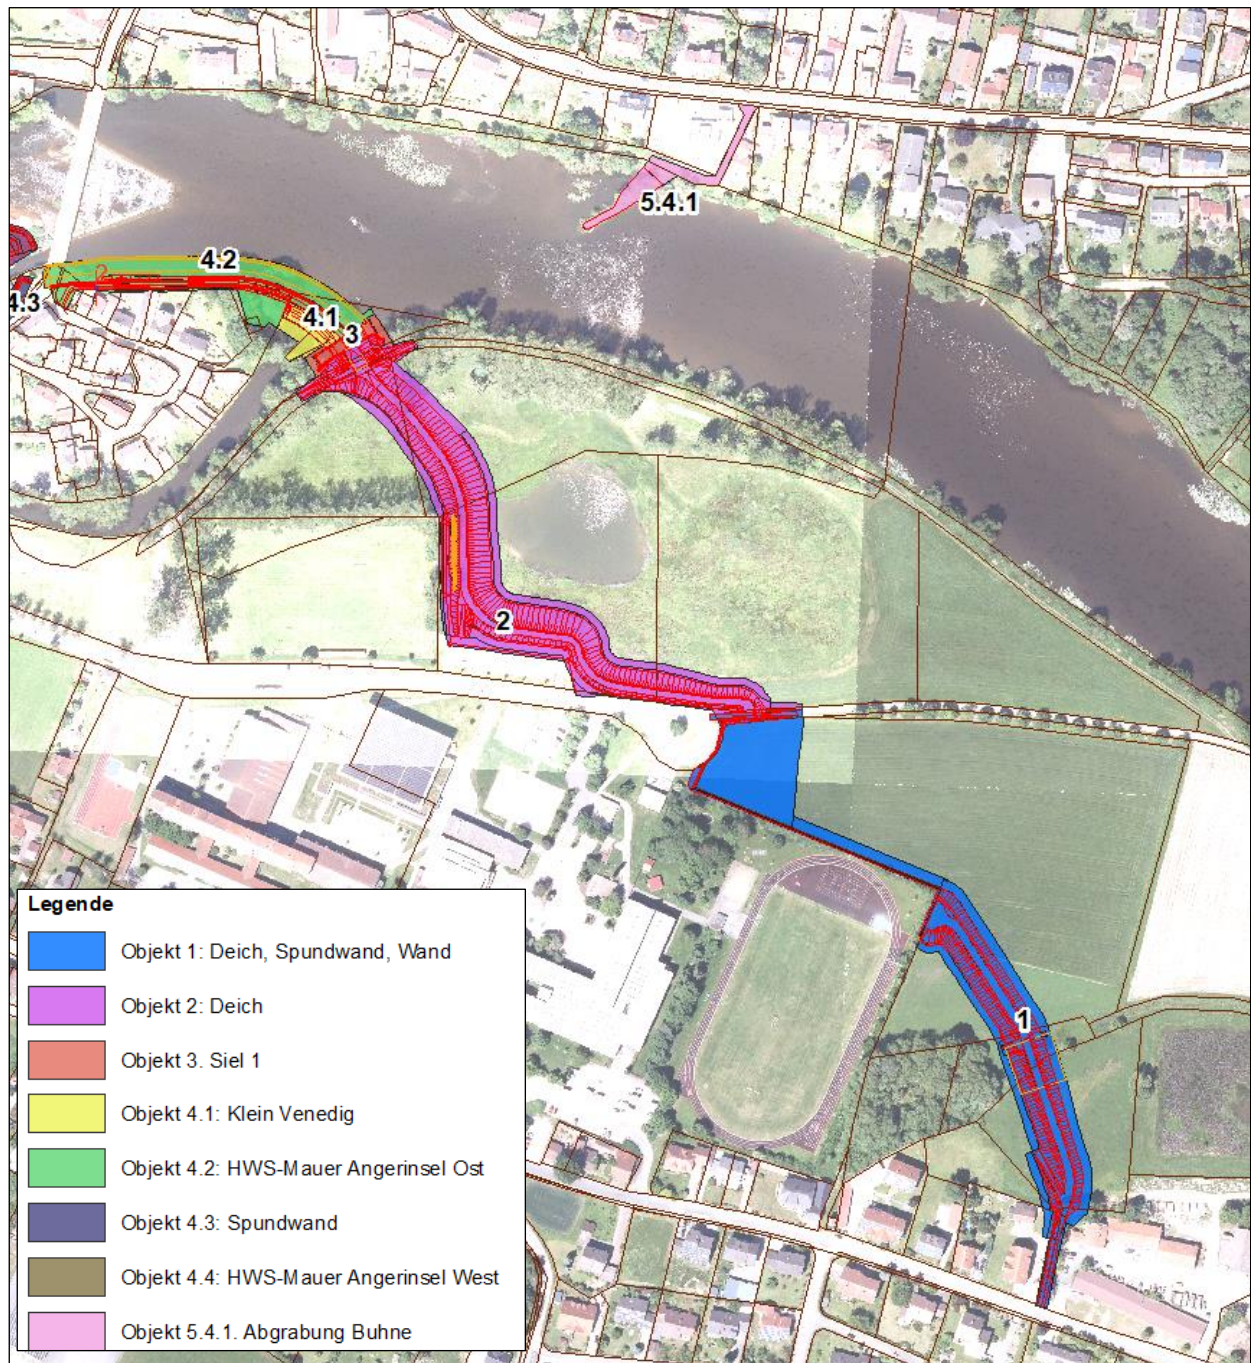 5.4.1
4.2
2
4.3
4.1
3
2
1
Legende
Objekt 1: Deich, Spundwand, Wand
Objekt 2: Deich
Objekt 3. Siel 1
Objekt 4.1: Klein Venedig
Objekt 4.2: HWS-Mauer Angerinsel Ost
Objekt 4.3: Spundwand
Objekt 4.4: HWS-Mauer Angerinsel West
Objekt 5.4.1. Abgrabung Buhne